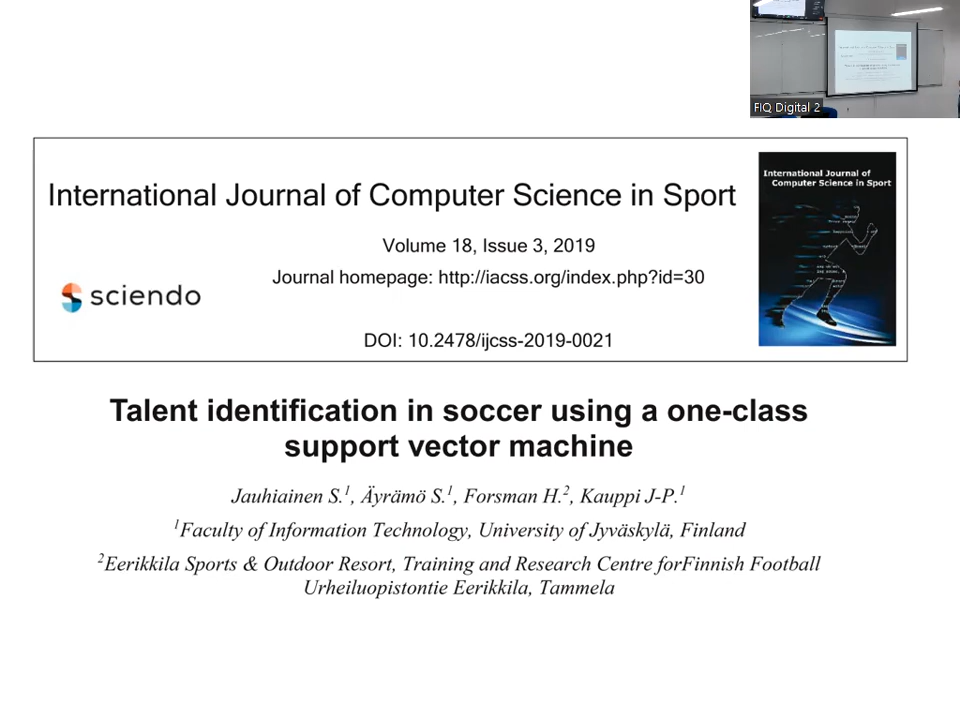 FIQ Digital 2
International Journal of Computer Science in Sport
Volume 18, Issue 3, 2019
Journal homepage: http://iacss.org/index.php?id=30
sciendo
DOI: 10.2478/ijcss-2019-0021
International Journal of
Computer Science in Sport
Talent identification in soccer using a one-class
support vector machine
Jauhiainen S.1, Äyrämö S.1, Forsman H.2, Kauppi J-P.1
1Faculty of Information Technology, University of Jyväskylä, Finland
2Eerikkila Sports & Outdoor Resort, Training and Research Centre forFinnish Football
Urheiluopistontie Eerikkila, Tammela